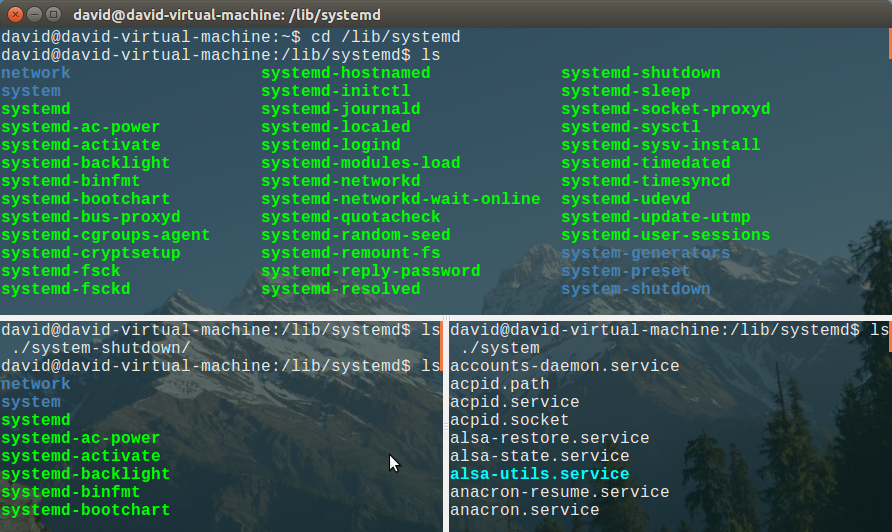 david@david-virtual-machine: /lib/systemd
david@david-virtual-machine:~$ cd /lib/systemd
david@david-virtual-machine:/lib/systemd$ ls
network systemd-hostnamed systemd-shutdown
system systemd-initctl systemd-sleep
systemd systemd-journald systemd-socket-proxyd
systemd-ac-power systemd-localed systemd-sysctl
systemd-activate systemd-logind systemd-sysv-install
systemd-backlight systemd-modules-load systemd-timedated
systemd-binfmt systemd-networkd systemd-timesyncd
systemd-bootchart systemd-networkd-wait-online systemd-udevd
systemd-bus-proxyd systemd-quotacheck systemd-update-utmp
systemd-cgroups-agent systemd-random-seed systemd-user-sessions
systemd-cryptsetup systemd-remount-fs system-generators
systemd-fsck systemd-reply-password system-preset
systemd-fsckd systemd-resolved system-shutdown
david@david-virtual-machine:/lib/systemd$ ls
./system-shutdown/
david@david-virtual-machine:/lib/systemd$ ls
network
system
systemd
systemd-ac-power
systemd-activate
systemd-backlight
systemd-binfmt
systemd-bootchart
david@david-virtual-machine:/lib/systemd$ ls
./system
accounts-daemon.service
acpid.path
acpid.service
acpid.socket
alsa-restore.service
alsa-state.service
alsa-utils.service
anacron-resume.service
anacron.service